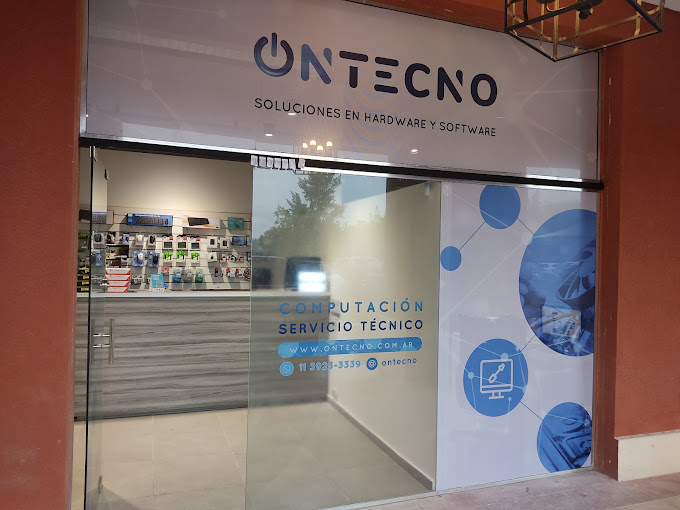 ONTECNO
SOLUCIONES EN HARDWARE Y SOFTWARE
COMPUTACIÓN
SERVICIO TÉCNICO
WWW.ONTECNO.COM.AR
11 3923-3339 ontecno